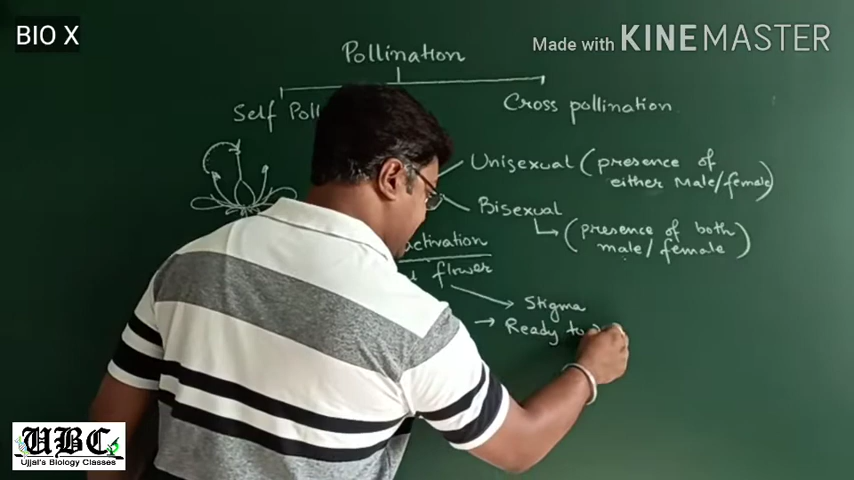 BIO X
Made with KINEMASTER
Pollination
Self Poll
Cross pollination
Unisexual (presence of
either Male/female)
Bisexual
(presence of both
male/female)
activation
flower
Stigma
→ Ready to
UBC
Ujjal's Biology Classes